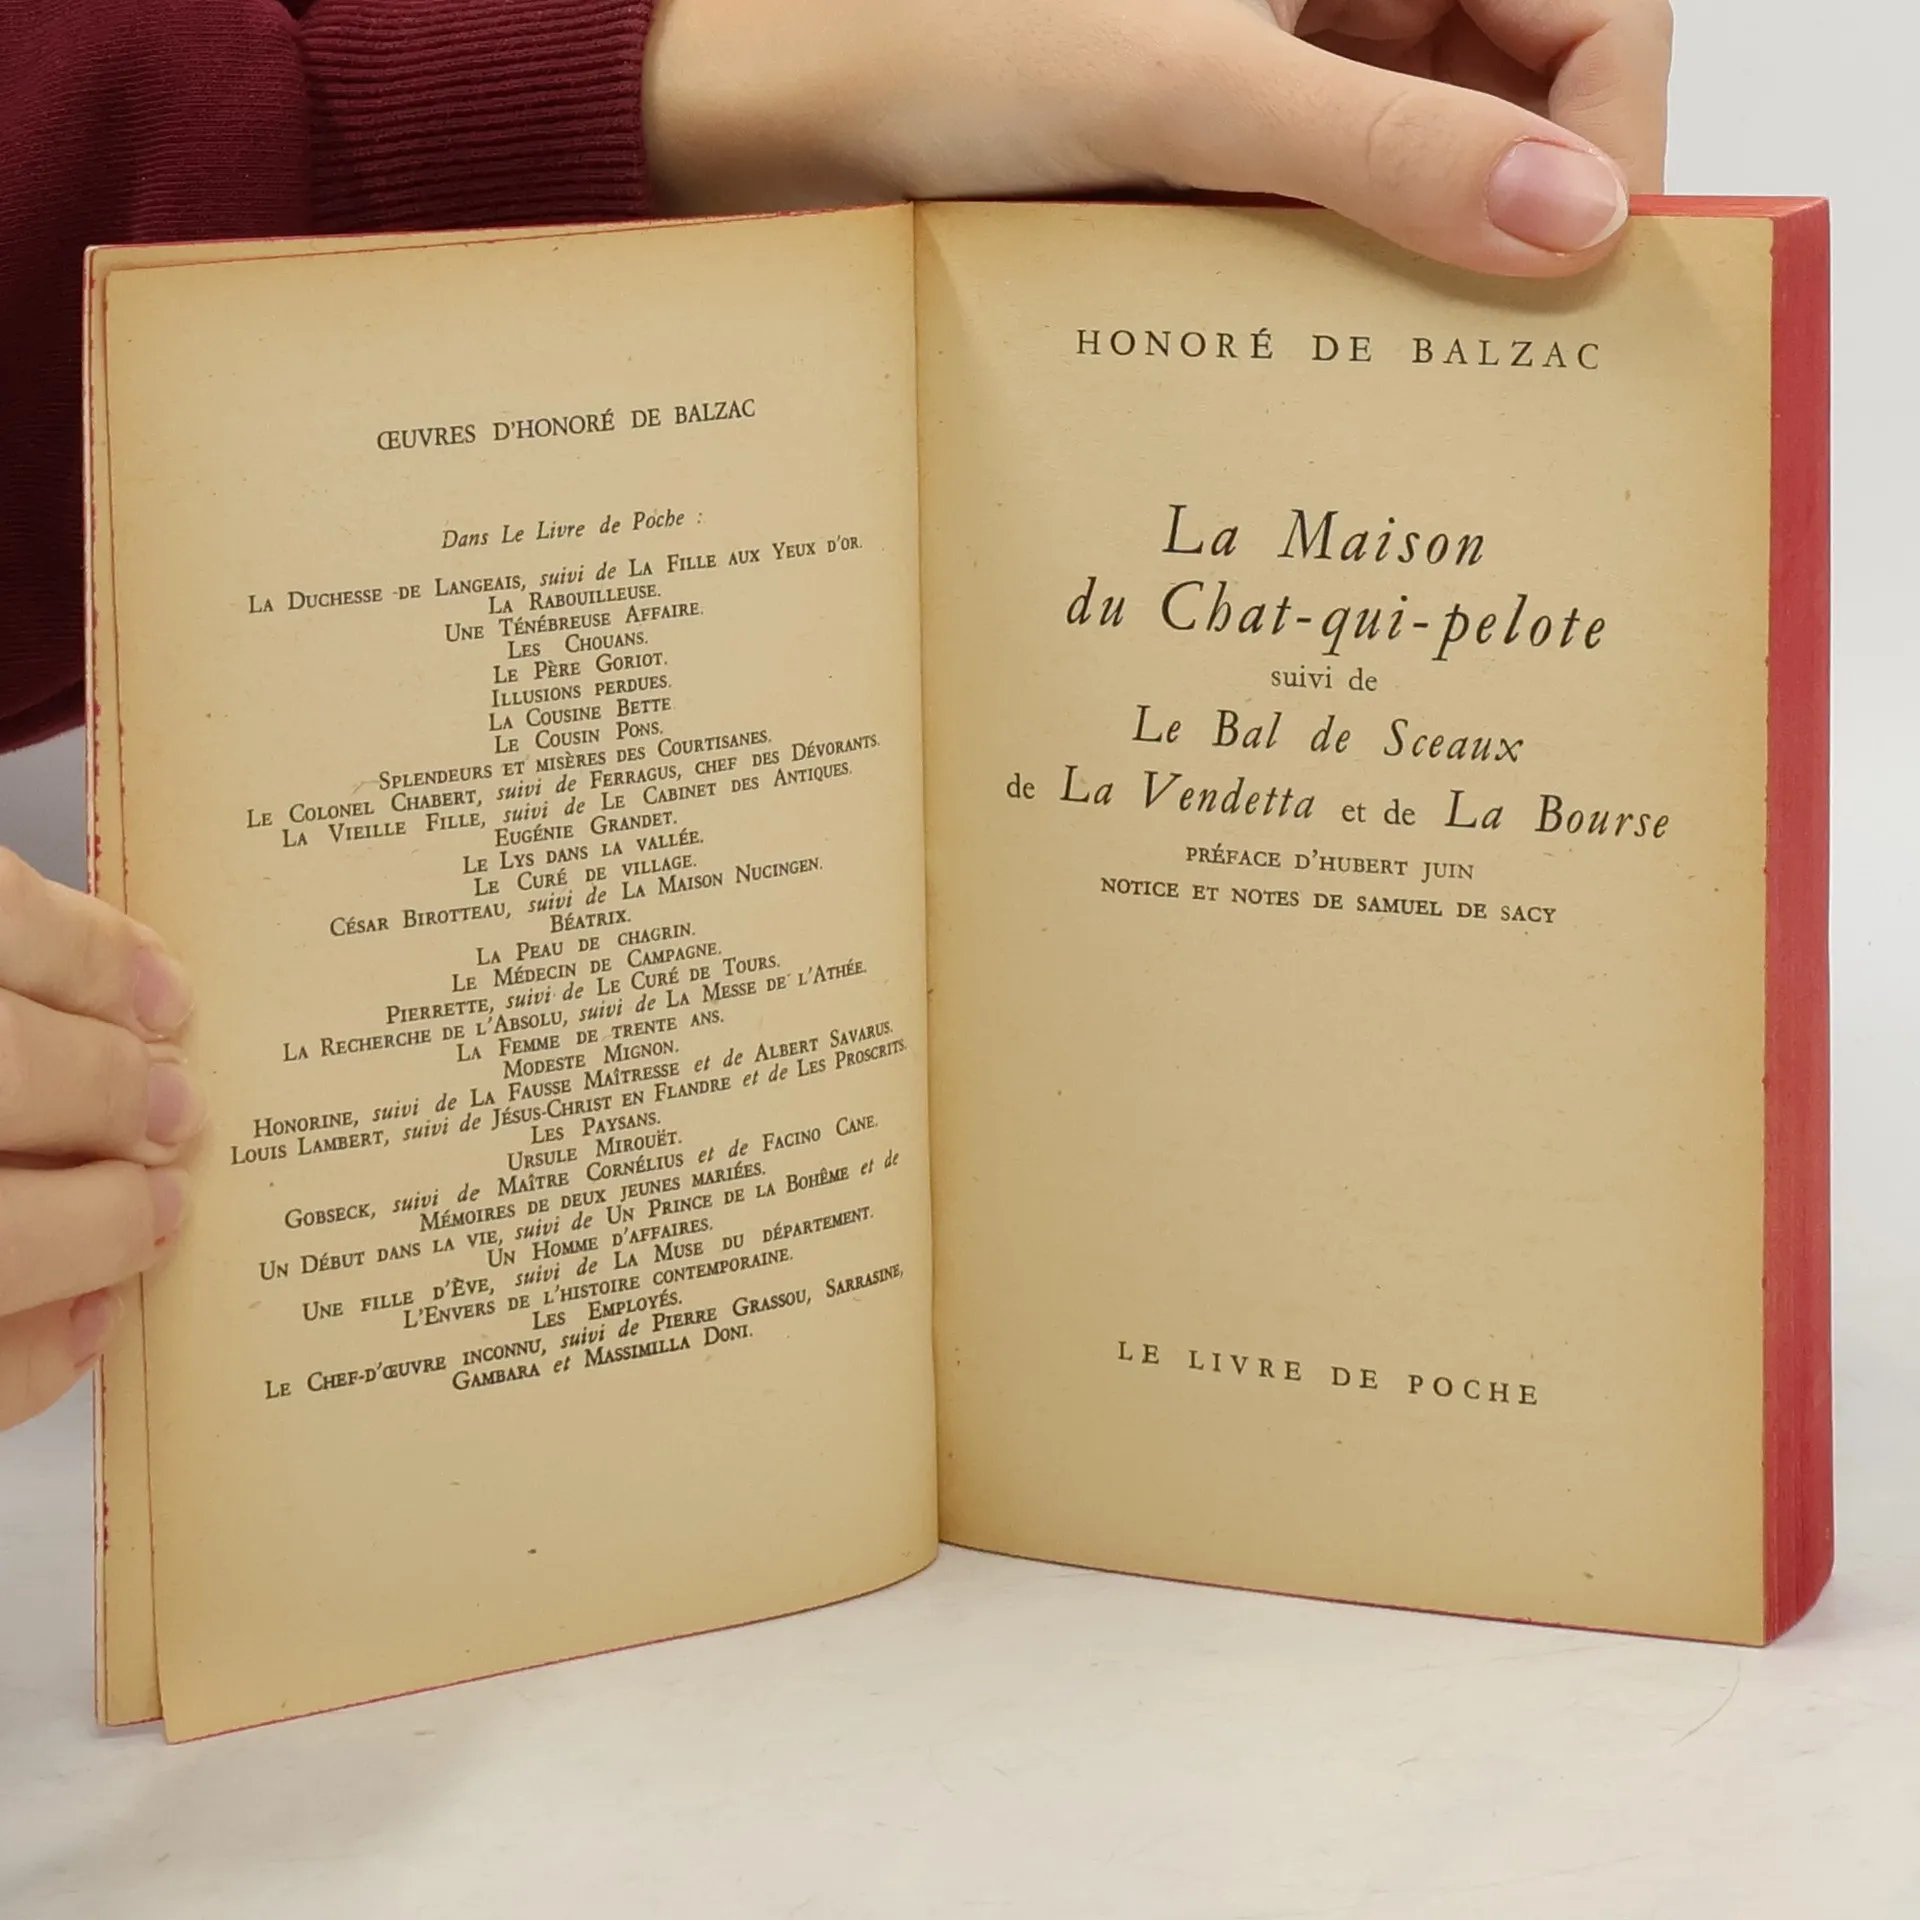 ŒUVRES D'HONORÉ DE BALZAC
Dans Le Livre de Poche :
LA DUCHESSE DE LANGEAIS, suivi de LA FILLE AUX YEUX D'OR.
LA RABOUILLEUSE.
UNE TÉNÉBREUSE AFFAIRE.
LES CHOUANS.
LE PÈRE GORIOT.
ILLUSIONS PERDUES.
LA COUSINE BETTE
LE COUSIN PONS.
SPLENDEURS ET MISÈRES DES COURTISANES.
LE COLONEL CHABERT, suivi de FERRAGUS, CHEF DES DÉVORANTS.
LA VIEILLE FILLE, suivi de LE CABINET DES ANTIQUES.
EUGÉNIE GRANDET.
LE LYS DANS LA VALLÉE.
LE CURÉ DE VILLAGE.
CÉSAR BIROTTEAU, suivi de LA MAISON NUCINGEN.
BÉATRIX.
LA PEAU DE CHAGRIN.
LE MÉDECIN DE CAMPAGNE.
PIERRETTE, suivi de LE CURÉ DE TOURS.
LA RECHERCHE DE L'ABSOLU, suivi de LA MESSE DE L'ATHÉE.
LA FEMME DE TRENTE ANS.
MODESTE MIGNON.
HONORINE, suivi de LA FAUSSE MAÎTRESSE et de ALBERT SAVARUS.
LOUIS LAMBERT, suivi de JÉSUS-CHRIST EN FLANDRE et de LES PROSCRITS.
LES PAYSANS.
URSULE MIROUËT.
GOBSECK, suivi de MAÎTRE CORNÉLIUS et de FACINO CANE.
MÉMOIRES DE DEUX JEUNES MARIÉES.
UN DÉBUT DANS LA VIE, suivi de UN PRINCE DE LA BOHÊME et de
UN HOMME D'AFFAIRES.
UNE FILLE D'ÈVE, suivi de LA MUSE DU DÉPARTEMENT.
L'ENVERS DE L'HISTOIRE CONTEMPORAINE.
LES EMPLOYÉS.
LE CHEF-D'ŒUVRE INCONNU, suivi de PIERRE GRASSOU, SARRASINE,
GAMBARA et MASSIMILLA DONI.
HONORÉ DE BALZAC
La Maison
du Chat-qui-pelote
suivi de
Le Bal de Sceaux
de La Vendetta et de La Bourse
PRÉFACE D'HUBERT JUIN
NOTICE ET NOTES DE SAMUEL DE SACY
LE LIVRE DE POCHE